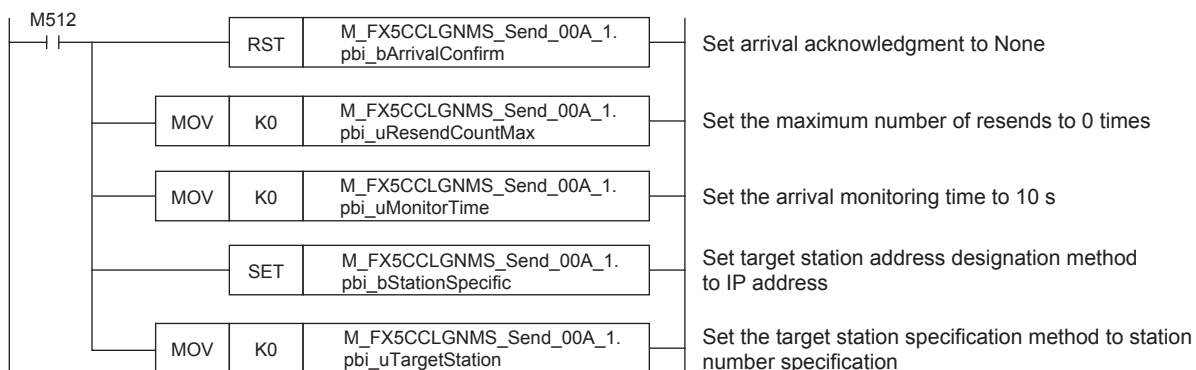 M512
RST
M_FX5CCLGNMS_Send_00A_1.
pbi_bArrivalConfirm
Set arrival acknowledgment to None
MOV
K0
M_FX5CCLGNMS_Send_00A_1.
pbi_uResendCountMax
Set the maximum number of resends to 0 times
MOV
K0
M_FX5CCLGNMS_Send_00A_1.
pbi_uMonitorTime
Set the arrival monitoring time to 10 s
SET
M_FX5CCLGNMS_Send_00A_1.
pbi_bStationSpecific
Set target station address designation method
to IP address
MOV
K0
M_FX5CCLGNMS_Send_00A_1.
pbi_uTargetStation
Set the target station specification method to station
number specification